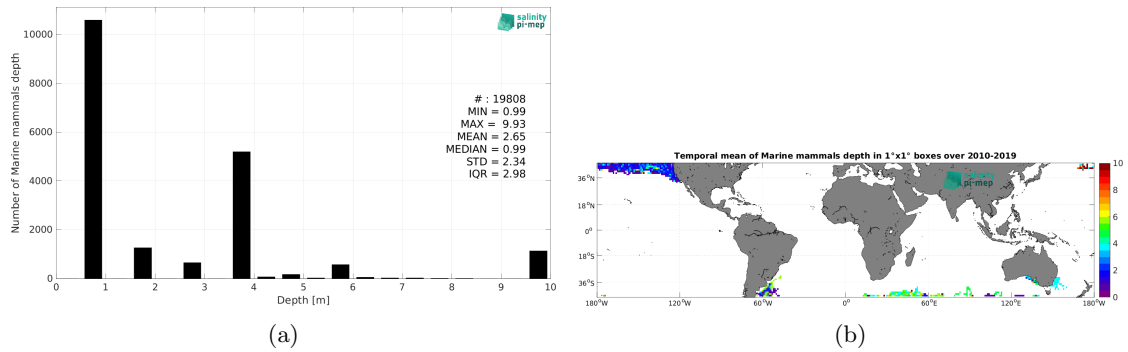 salinity
pi-mep
# : 19808
MIN = 0.99
MAX = 9.93
MEAN = 2.65
MEDIAN = 0.99
STD = 2.34
IQR = 2.98
Number of Marine mammals depth
10000
8000
6000
4000
2000
0
0 1 2 3 4 5 6 7 8 9 10
Depth [m]
(a)
Temporal mean of Marine mammals depth in 1°x1° boxes over 2010-2019
salinity
pi-mep
36°N
18°N
0°
18°S
36°S
180°W 120°W 60°W 0° 60°E 120°E 180°W
10
8
6
4
2
0
(b)